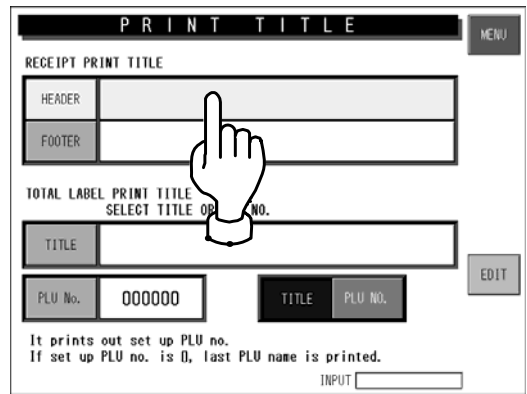 PRINT TITLE
MENU
RECEIPT PRINT TITLE
HEADER
FOOTER
TOTAL LABEL PRINT TITLE
SELECT TITLE OR NO.
TITLE
EDIT
PLU No. 000000 TITLE PLU NO.
It prints out set up PLU no.
If set up PLU no. is 0, last PLU name is printed.
INPUT